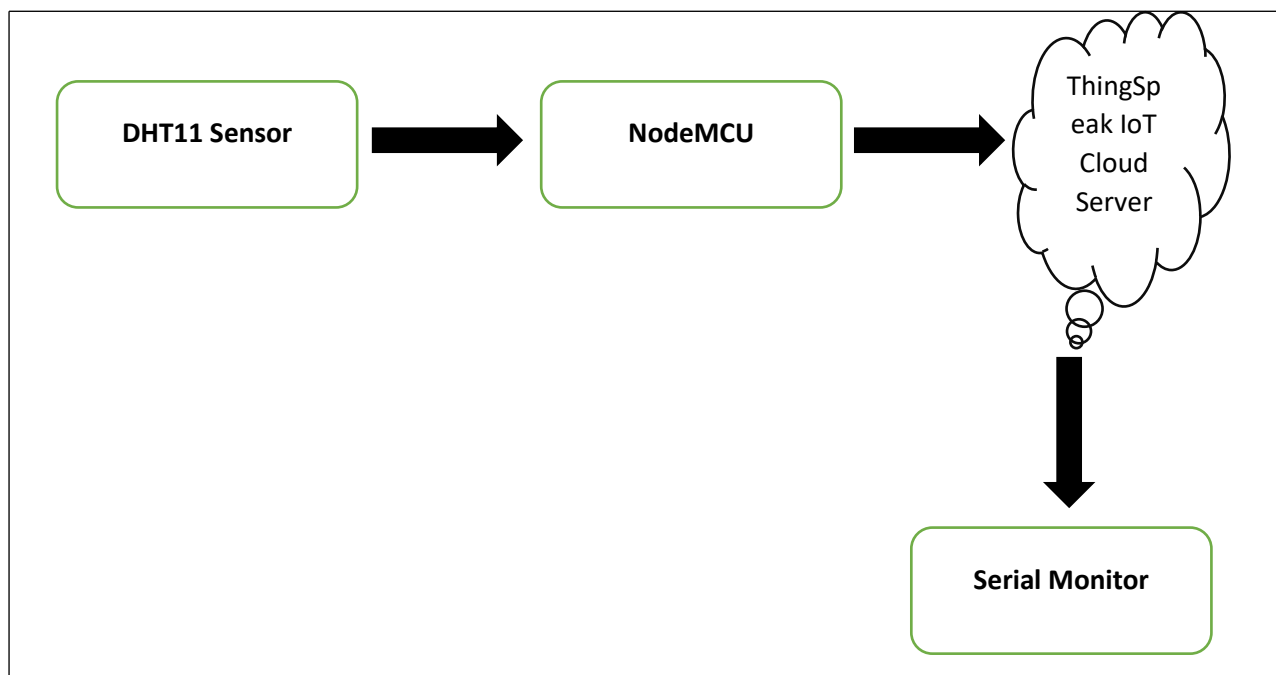 DHT11 Sensor
NodeMCU
ThingSp
eak IoT
Cloud
Server
Serial Monitor